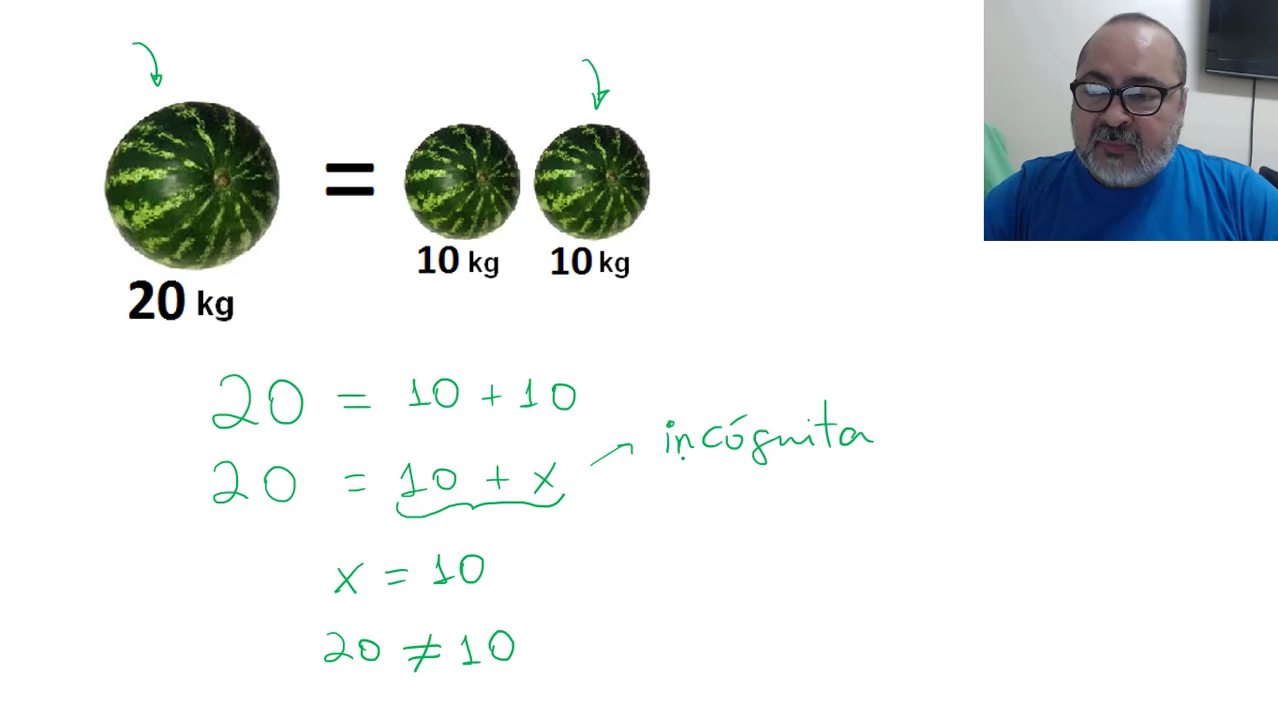 =
20 kg
10 kg 10 kg
20 = 10 + 10
20 = 10 + x incógnita
x = 10
20 ≠ 10